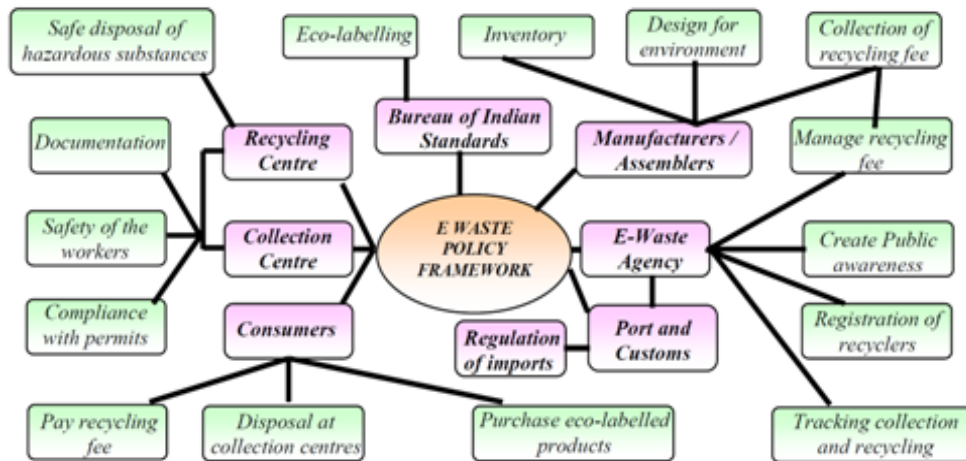 Safe disposal of
hazardous substances
Eco-labelling
Inventory
Design for
environment
Collection of
recycling fee
Documentation
Recycling
Centre
Bureau of Indian
Standards
Manufacturers /
Assemblers
Manage recycling
fee
Safety of the
workers
Collection
Centre
E WASTE
POLICY
FRAMEWORK
E-Waste
Agency
Create Public
awareness
Compliance
with permits
Consumers
Regulation
of imports
Port and
Customs
Registration of
recyclers
Pay recycling
fee
Disposal at
collection centres
Purchase eco-labelled
products
Tracking collection
and recycling